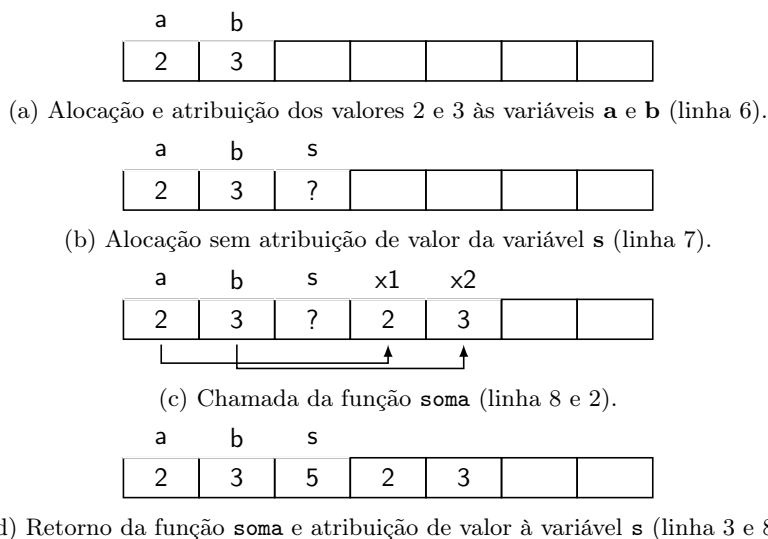 a b
2 3
(a) Alocação e atribuição dos valores 2 e 3 às variáveis a e b (linha 6).
a b s
2 3 ?
(b) Alocação sem atribuição de valor da variável s (linha 7).
a b s x1 x2
2 3 ? 2 3
(c) Chamada da função soma (linha 8 e 2).
a b s
2 3 5 2 3
d) Retorno da função soma e atribuição de valor à variável s (linha 3 e 8